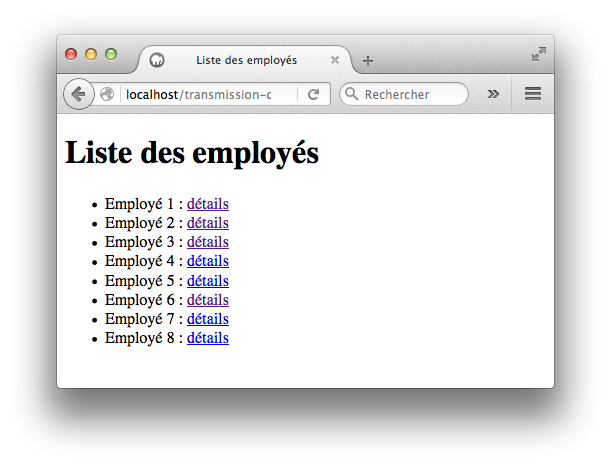 Liste des employés
localhost/transmission-c
Rechercher
Liste des employés
Employé 1 : détails
Employé 2 : détails
Employé 3 : détails
Employé 4 : détails
Employé 5 : détails
Employé 6 : détails
Employé 7 : détails
Employé 8 : détails